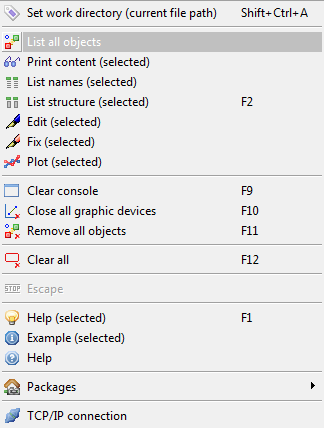 Set work directory (current file path) Shift+Ctrl+A
List all objects
Print content (selected)
List names (selected)
List structure (selected) F2
Edit (selected)
Fix (selected)
Plot (selected)
Clear console F9
Close all graphic devices F10
Remove all objects F11
Clear all F12
STOP Escape
Help (selected) F1
Example (selected)
Help
Packages
TCP/IP connection